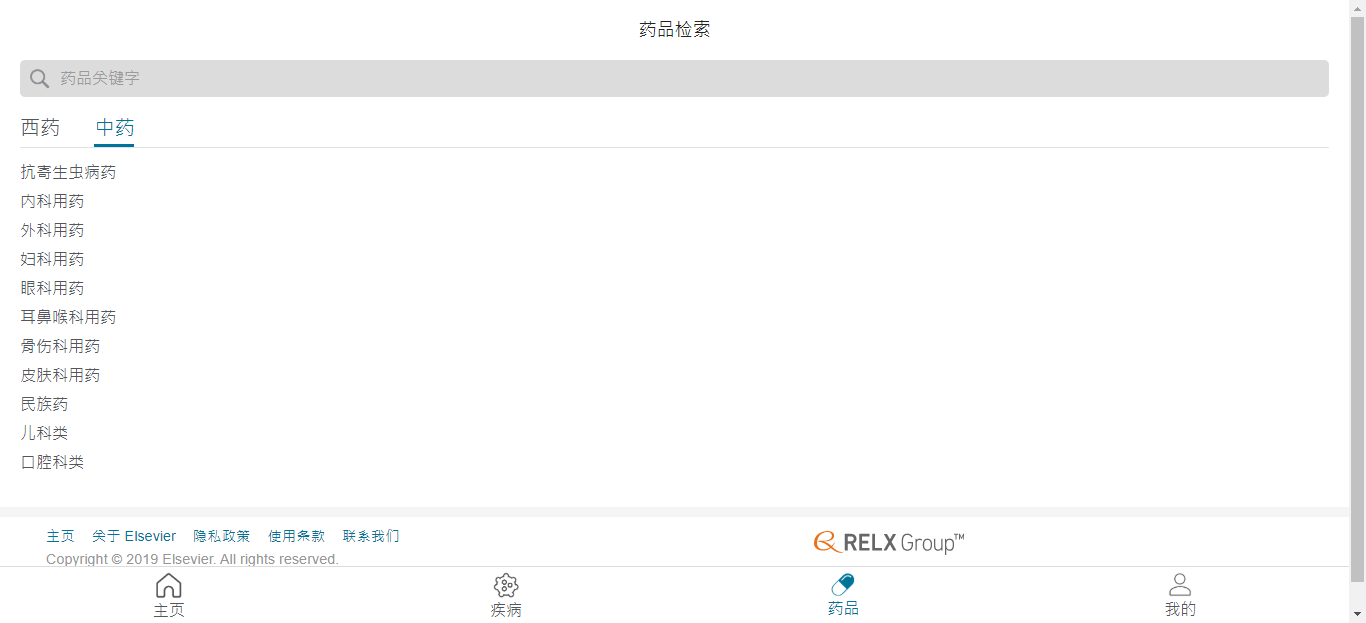 药品检索
药品关键字
西药 中药
抗寄生虫病药
内科用药
外科用药
妇科用药
眼科用药
耳鼻喉科用药
骨伤科用药
皮肤科用药
民族药
儿科类
口腔科类
主页 关于 Elsevier 隐私政策 使用条款 联系我们
RELX Group™
Copyright © 2019 Elsevier. All rights reserved.
主页 疾病 药品 我的